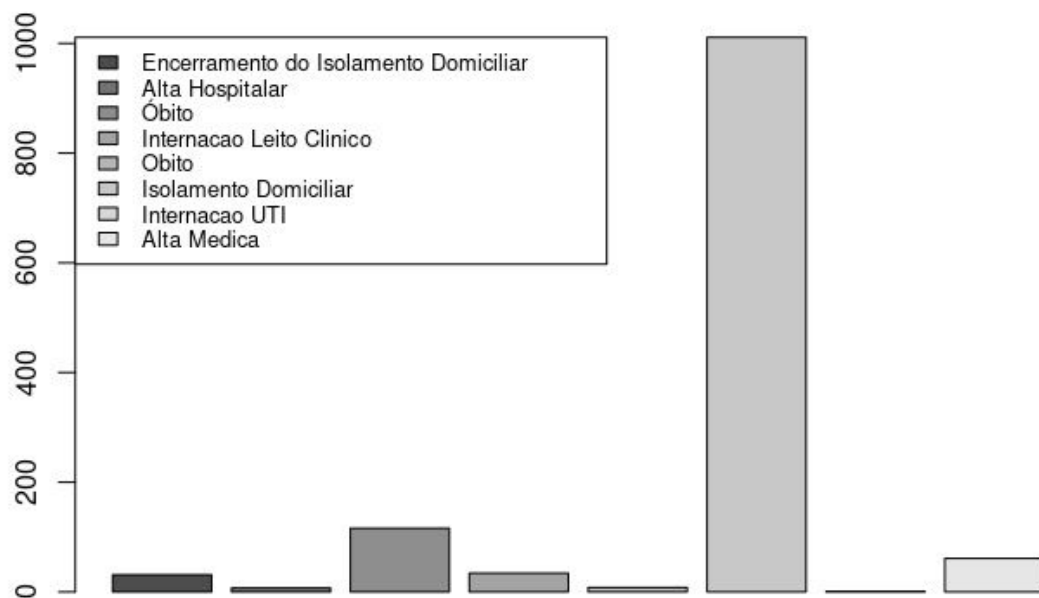 1000
800
600
400
200
0
Encerramento do Isolamento Domiciliar
Alta Hospitalar
Óbito
Internacao Leito Clinico
Obito
Isolamento Domiciliar
Internacao UTI
Alta Medica